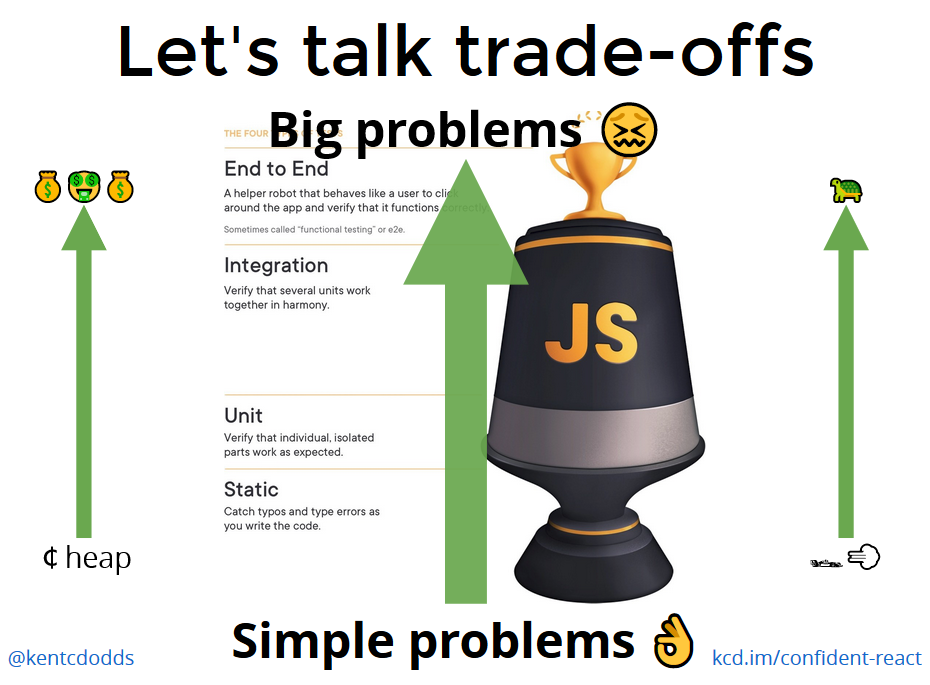 Let's talk trade-offs
Big problems 😖
THE FOUR
End to End
A helper robot that behaves like a user to click
around the app and verify that it functions correctly.
Sometimes called "functional testing" or e2e.
Integration
Verify that several units work
together in harmony.
JS
Unit
Verify that individual, isolated
parts work as expected.
Static
Catch typos and type errors as
you write the code.
¢heap
Simple problems 👌
@kentcdodds
kcd.im/confident-react